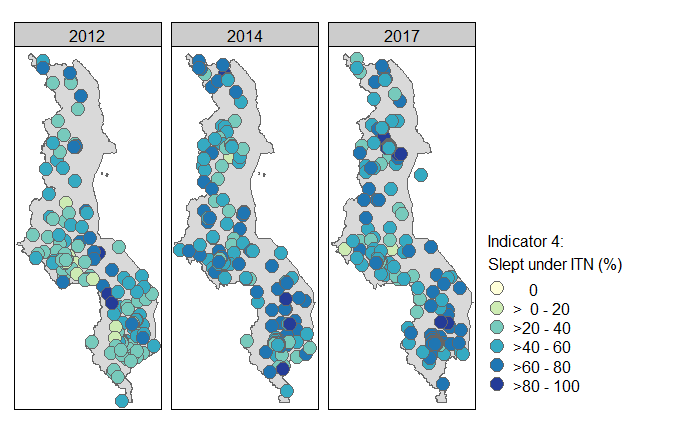 2012
2014
2017
Indicator 4:
Slept under ITN (%)
0
> 0 - 20
>20 - 40
>40 - 60
>60 - 80
>80 - 100